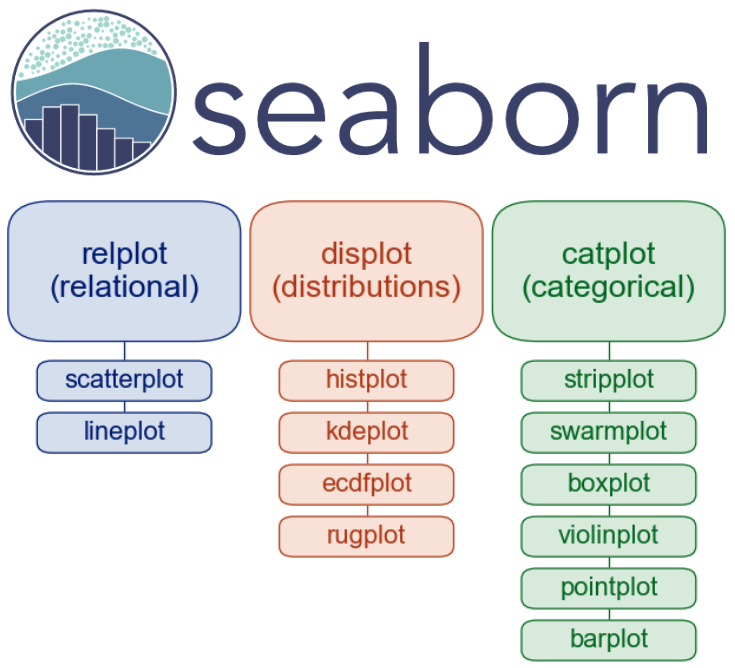 seaborn
relplot
(relational)
scatterplot
lineplot
displot
(distributions)
histplot
kdeplot
ecdfplot
rugplot
catplot
(categorical)
stripplot
swarmplot
boxplot
violinplot
pointplot
barplot